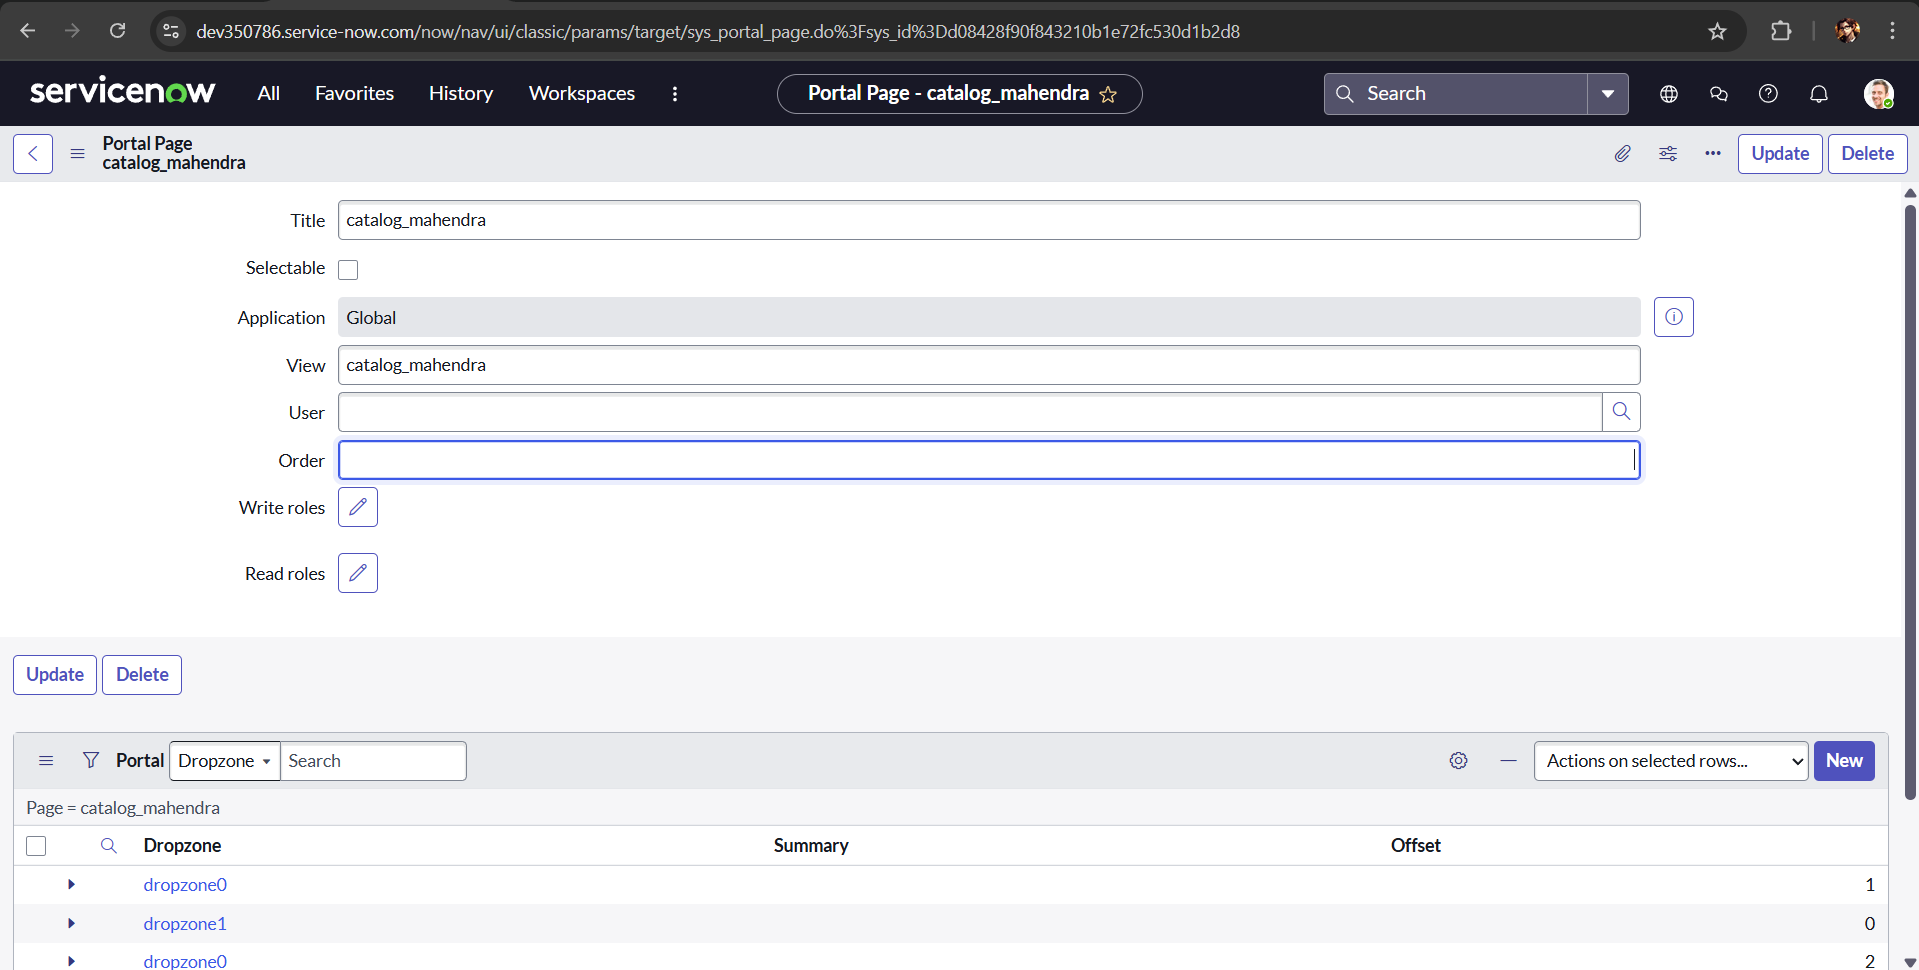 dev350786.service-now.com/now/nav/ui/classic/params/target/sys_portal_page.do%3Fsys_id%3Dd08428f90f843210b1e72fc530d1b2d8
servicenow All Favorites History Workspaces Portal Page - catalog_mahendra Search
Portal Page
catalog_mahendra
Update Delete
Title catalog_mahendra
Selectable
Application Global
View catalog_mahendra
User
Order
Write roles
Read roles
Update Delete
Portal Dropzone Search Actions on selected rows... New
Page = catalog_mahendra
Dropzone Summary Offset
dropzone0 1
dropzone1 0
dropzone0 2